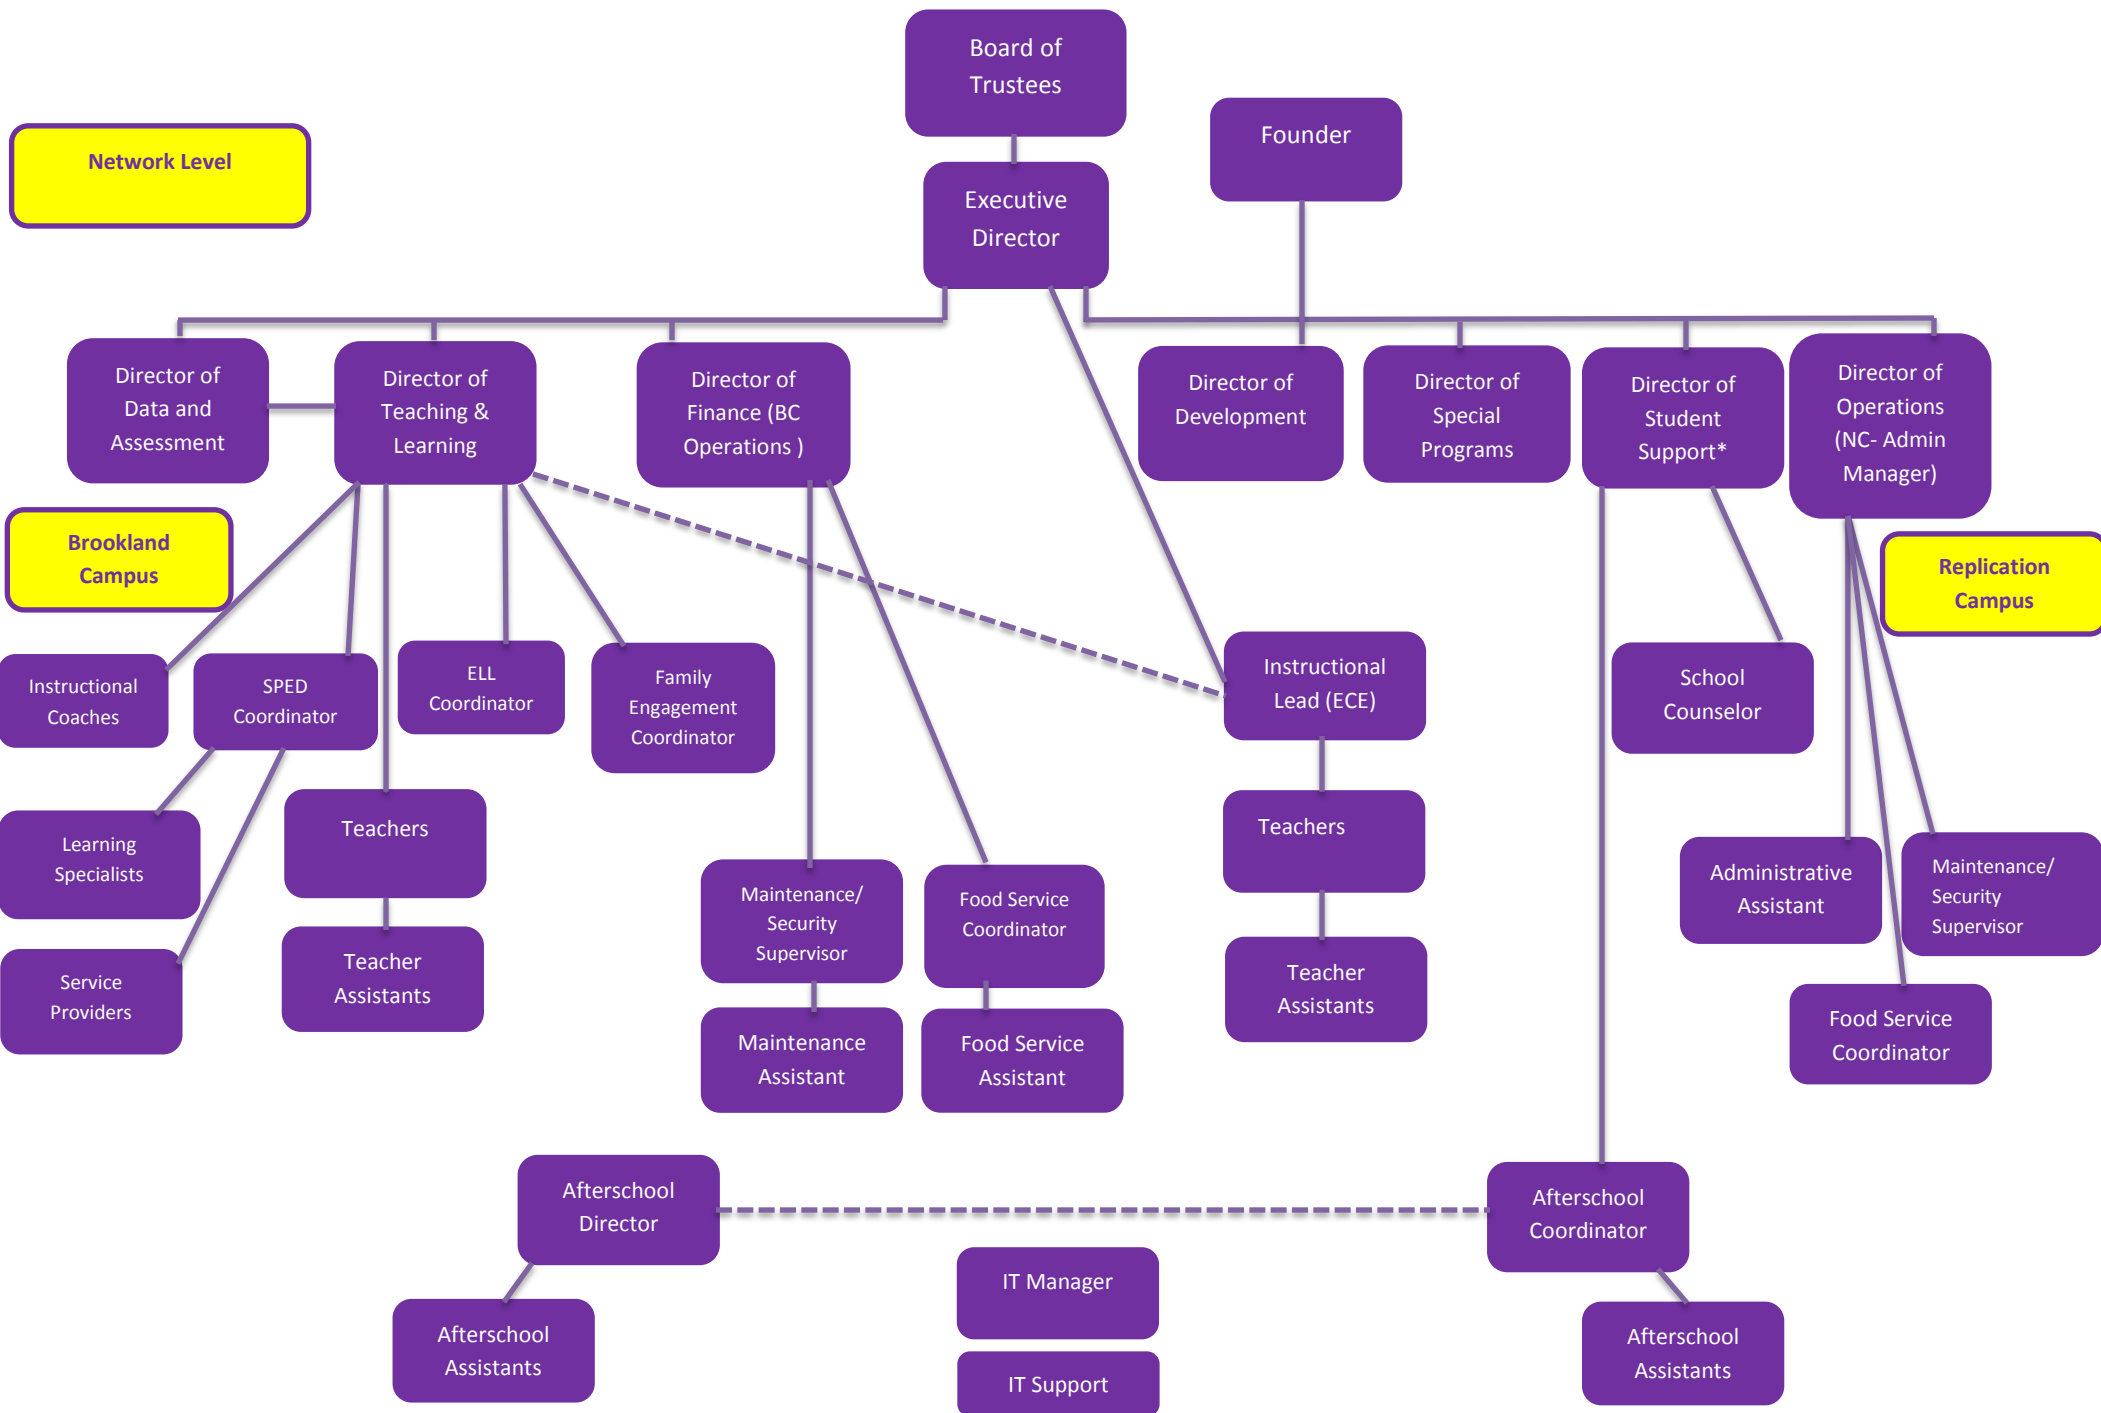 Board of
Trustees
Founder
Network Level
Executive
Director
Director of
Data and
Assessment
Director of
Teaching &
Learning
Director of
Finance (BC
Operations )
Director of
Development
Director of
Special
Programs
Director of
Student
Support*
Director of
Operations
(NC- Admin
Manager)
Brookland
Campus
Replication
Campus
Instructional
Coaches
SPED
Coordinator
ELL
Coordinator
Family
Engagement
Coordinator
Instructional
Lead (ECE)
School
Counselor
Learning
Specialists
Teachers
Teachers
Maintenance/
Security
Supervisor
Food Service
Coordinator
Administrative
Assistant
Maintenance/
Security
Supervisor
Service
Providers
Teacher
Assistants
Teacher
Assistants
Maintenance
Assistant
Food Service
Assistant
Food Service
Coordinator
Afterschool
Director
Afterschool
Coordinator
IT Manager
Afterschool
Assistants
Afterschool
Assistants
IT Support